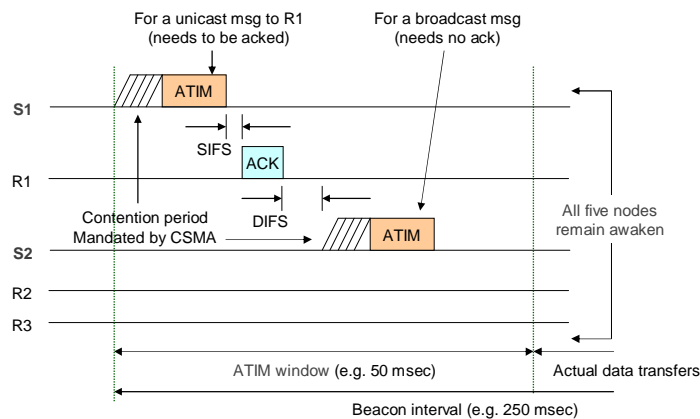 For a unicast msg to R1
(needs to be acked)
For a broadcast msg
(needs no ack)
S1
ATIM
SIFS
R1
ACK
Contention period
Mandated by CSMA
DIFS
All five nodes
remain awaken
S2
ATIM
R2
R3
ATIM window (e.g. 50 msec)
Actual data transfers
Beacon interval (e.g. 250 msec)